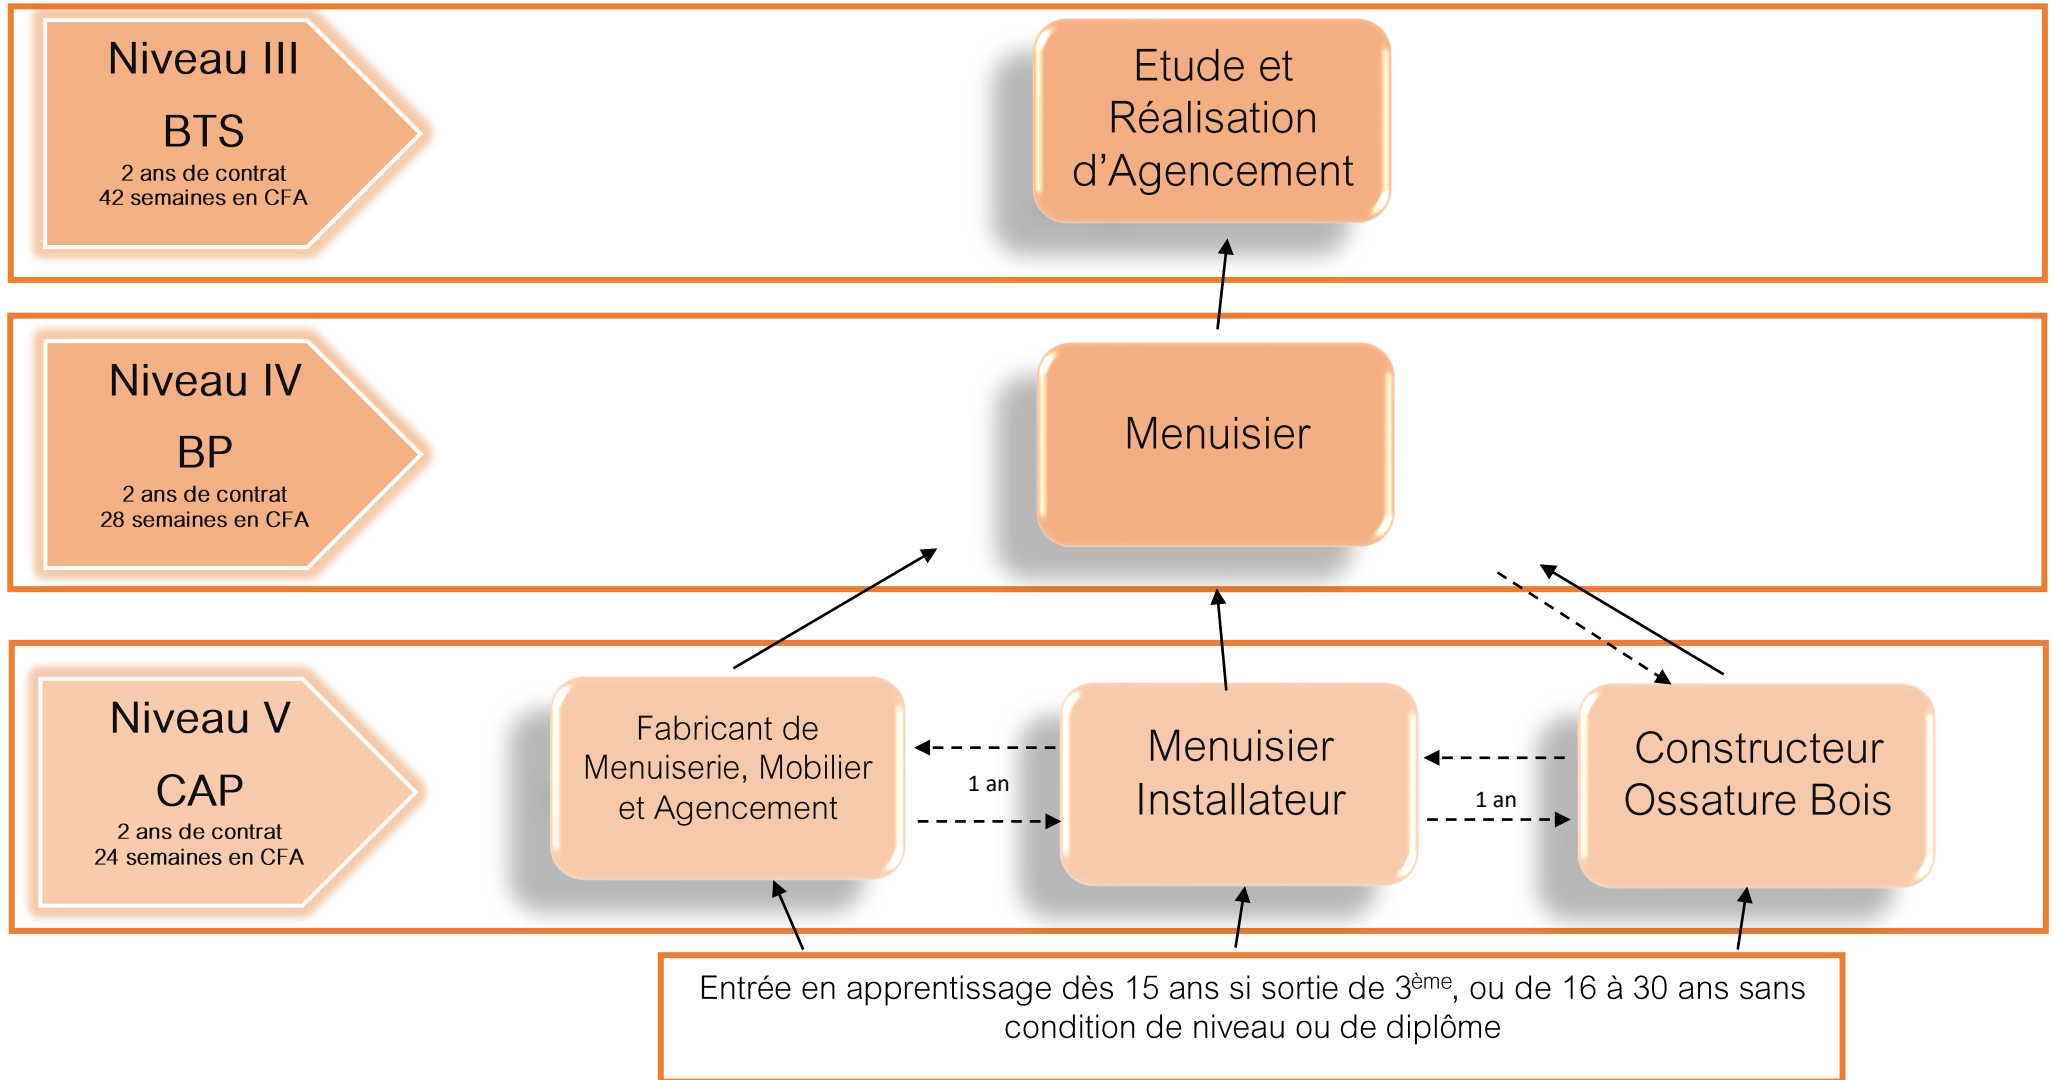 Niveau III
BTS
2 ans de contrat
42 semaines en CFA
Etude et
Réalisation
d’Agencement
Niveau IV
BP
2 ans de contrat
28 semaines en CFA
Menuisier
Niveau V
CAP
2 ans de contrat
24 semaines en CFA
Fabricant de
Menuiserie, Mobilier
et Agencement
1 an
Menuisier
Installateur
1 an
Constructeur
Ossature Bois
Entrée en apprentissage dès 15 ans si sortie de 3ème, ou de 16 à 30 ans sans
condition de niveau ou de diplôme